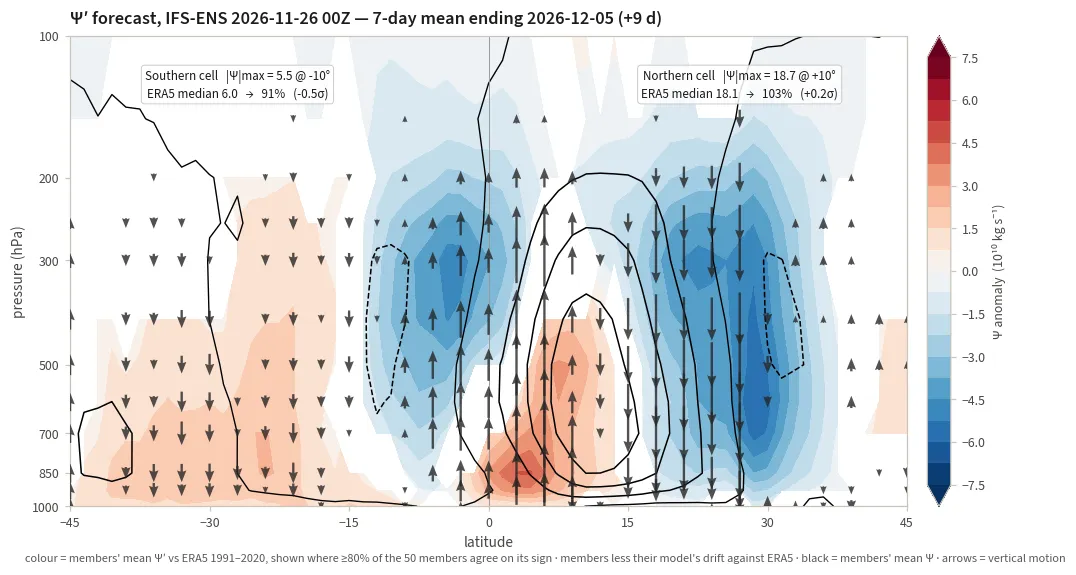 Ψ′ forecast, IFS-ENS 2026-11-26 00Z — 7-day mean ending 2026-12-05 (+9 d)
Southern cell |Ψ|max = 5.5 @ -10°
ERA5 median 6.0 → 91% (-0.5σ)
Northern cell |Ψ|max = 18.7 @ +10°
ERA5 median 18.1 → 103% (+0.2σ)
pressure (hPa)
100
200
300
400
500
700
850
1000
−45
−30
−15
0
15
30
45
latitude
7.5
6.0
4.5
3.0
1.5
0.0
−1.5
−3.0
−4.5
−6.0
−7.5
Ψ anomaly (10¹⁰ kg s⁻¹)
colour = members' mean Ψ′ vs ERA5 1991–2020, shown where ≥80% of the 50 members agree on its sign · members less their model's drift against ERA5 · black = members' mean Ψ · arrows = vertical motion